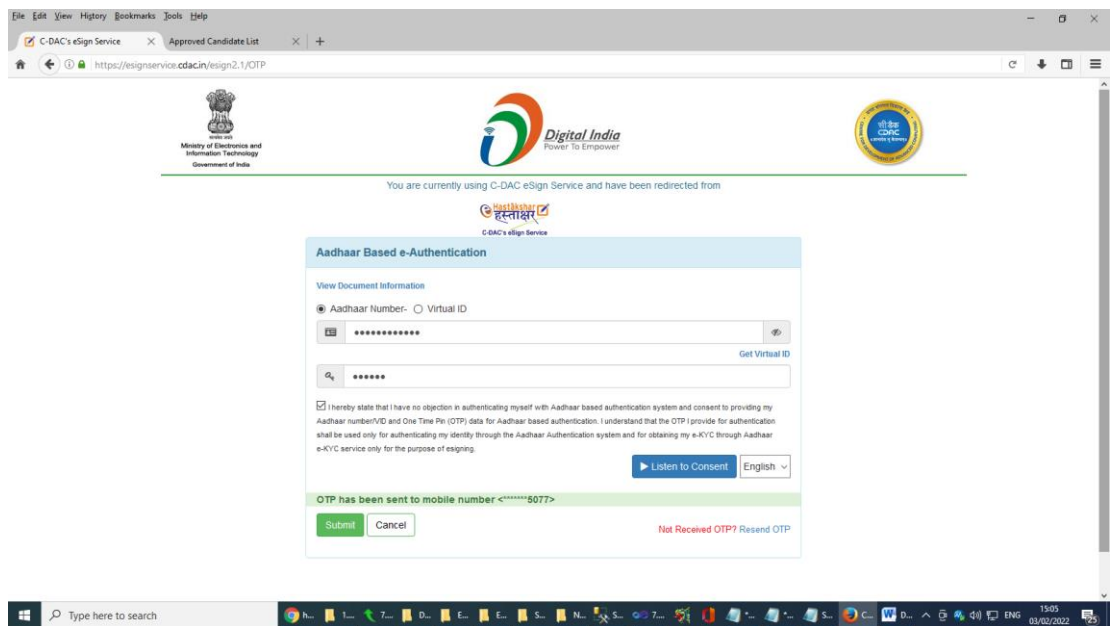 File Edit View History Bookmarks Tools Help
C-DAC's eSign Service
Approved Candidate List
https://esignservice.cdac.in/esign2.1/OTP
Ministry of Electronics and
Information Technology
Government of India
Digital India
Power To Empower
सी डैक
CDAC
You are currently using C-DAC eSign Service and have been redirected from
eHastakshar
हस्ताक्षर
C-DAC's eSign Service
Aadhaar Based e-Authentication
View Document Information
Aadhaar Number- Virtual ID
••••••••••••
Get Virtual ID
••••••
I hereby state that I have no objection in authenticating myself with Aadhaar based authentication system and consent to providing my
Aadhaar number/VID and One Time Pin (OTP) data for Aadhaar based authentication. I understand that the OTP I provide for authentication
shall be used only for authenticating my identity through the Aadhaar Authentication system and for obtaining my e-KYC through Aadhaar
e-KYC service only for the purpose of esigning.
Listen to Consent English
OTP has been sent to mobile number <*******5077>
Submit Cancel Not Received OTP? Resend OTP
Type here to search
h... 1... 7... D... E... E... S... N... S... 7... "... "... S... C... D... ENG
15:05
03/02/2022
25